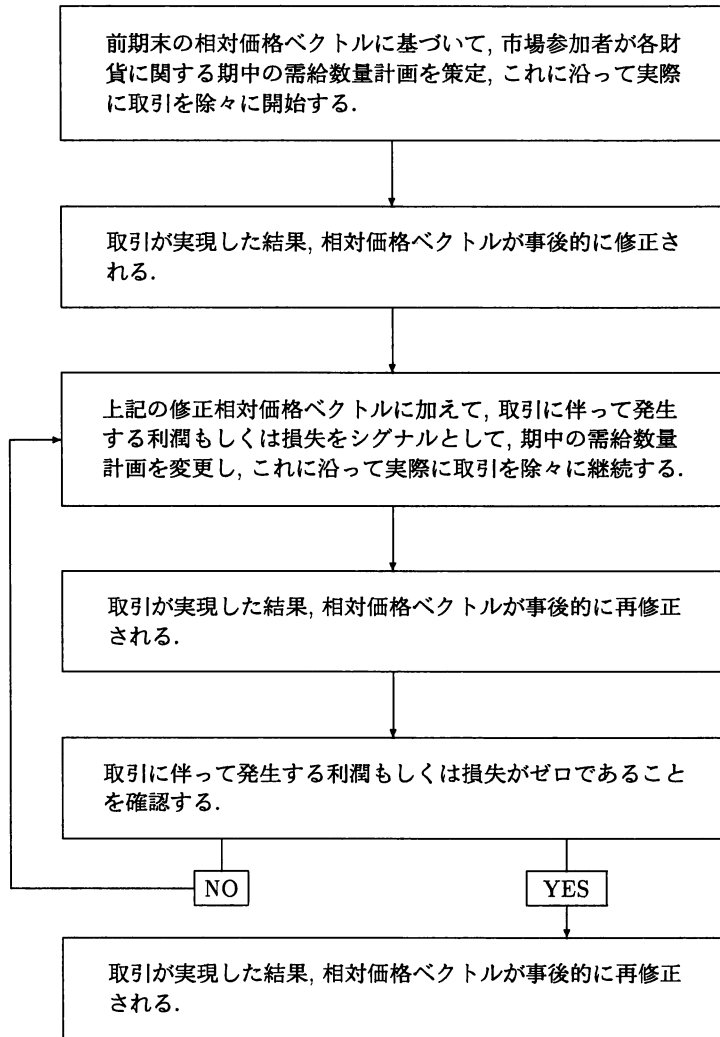 前期末の相対価格ベクトルに基づいて, 市場参加者が各財
貨に関する期中の需給数量計画を策定, これに沿って実際
に取引を除々に開始する.
取引が実現した結果, 相対価格ベクトルが事後的に修正さ
れる.
上記の修正相対価格ベクトルに加えて, 取引に伴って発生
する利潤もしくは損失をシグナルとして, 期中の需給数量
計画を変更し, これに沿って実際に取引を除々に継続する.
取引が実現した結果, 相対価格ベクトルが事後的に再修正
される.
取引に伴って発生する利潤もしくは損失がゼロであること
を確認する.
NO
YES
取引が実現した結果, 相対価格ベクトルが事後的に再修正
される.